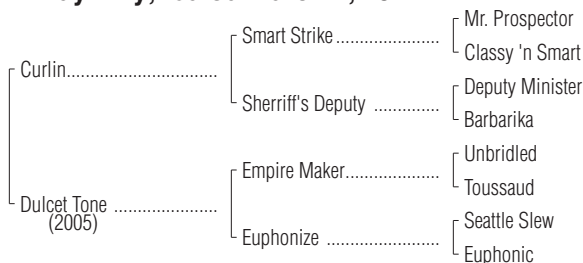 Smart Strike
Mr. Prospector
Classy 'n Smart
Curlin
Sherriff's Deputy
Deputy Minister
Barbarika
Empire Maker
Unbridled
Toussaud
Dulcet Tone
(2005)
Euphonize
Seattle Slew
Euphonic